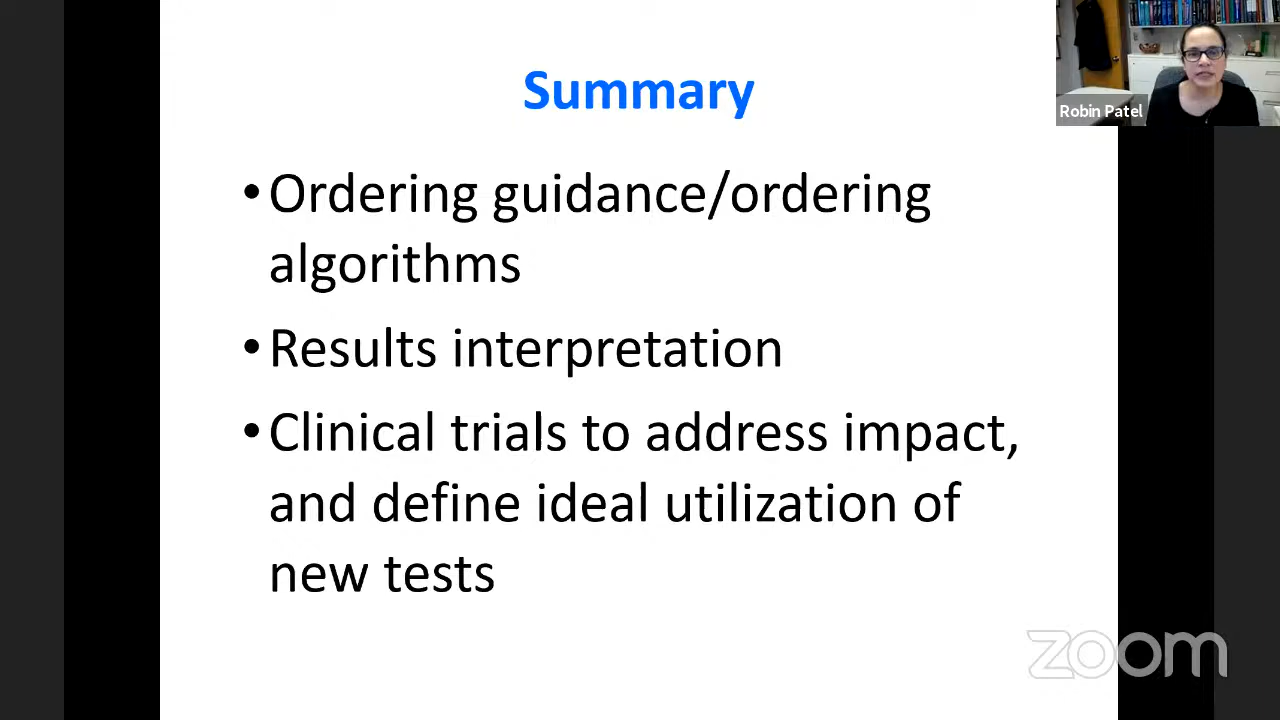 Summary
Robin Patel
• Ordering guidance/ordering
algorithms
• Results interpretation
• Clinical trials to address impact,
and define ideal utilization of
new tests
zoom